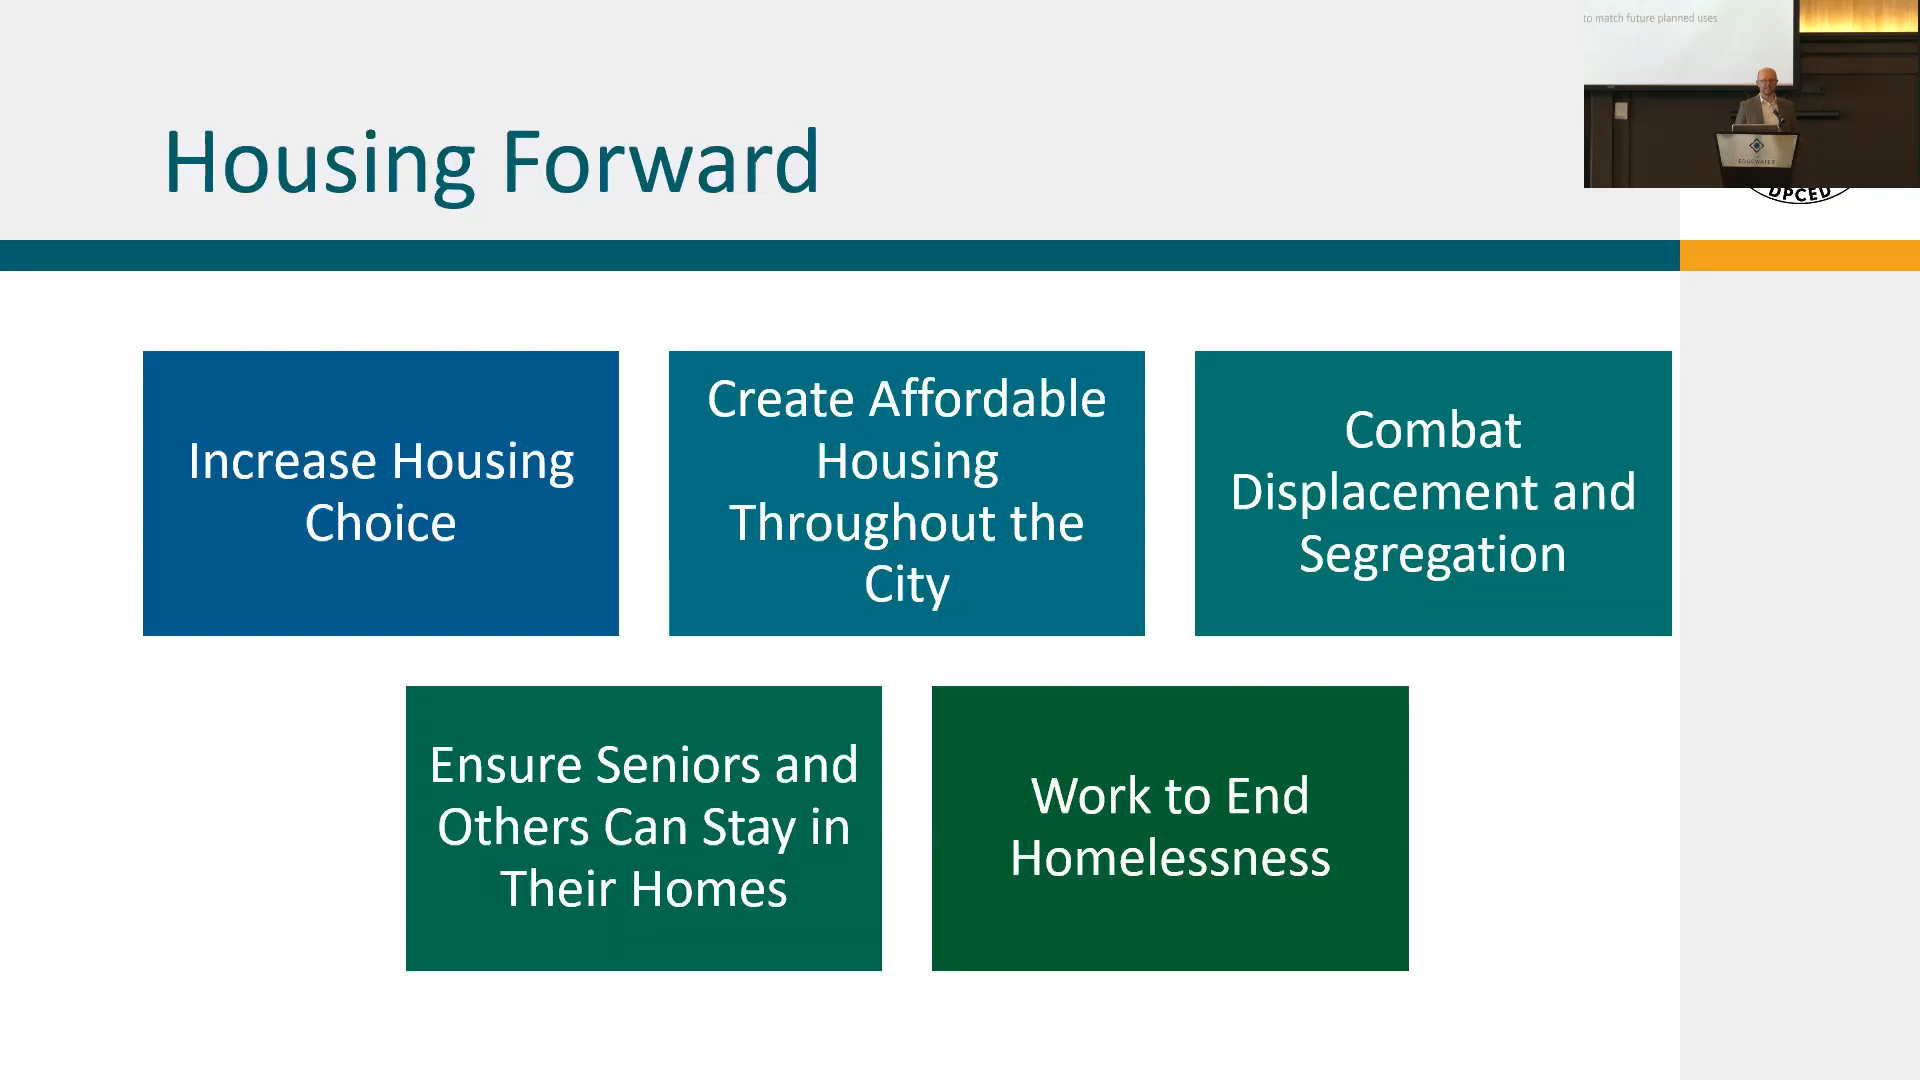 to match future planned uses
Housing Forward
EDGEWATER
DPCED
Increase Housing
Choice
Create Affordable
Housing
Throughout the
City
Combat
Displacement and
Segregation
Ensure Seniors and
Others Can Stay in
Their Homes
Work to End
Homelessness